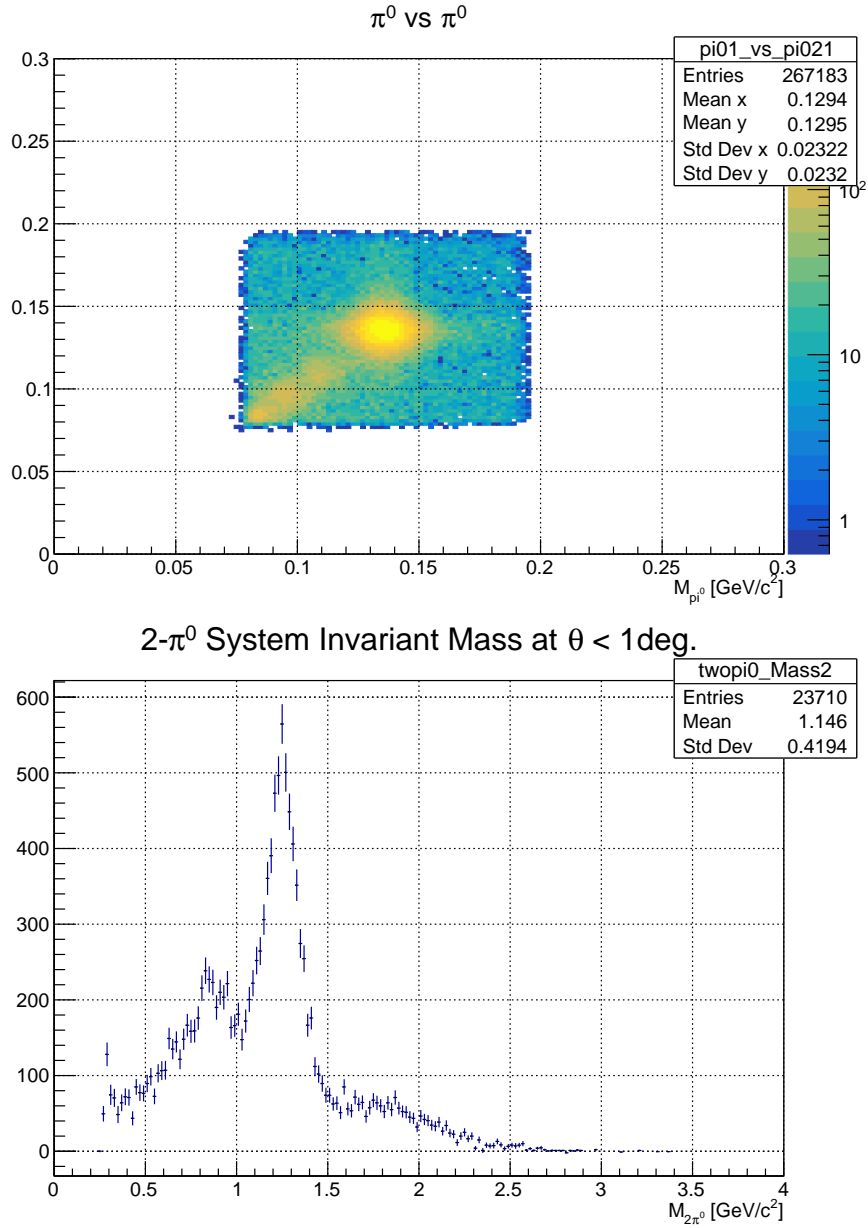 π⁰ vs π⁰
pi01_vs_pi021
Entries 267183
Mean x 0.1294
Mean y 0.1295
Std Dev x 0.02322
Std Dev y 0.0232
0.3
0.25
0.2
0.15
0.1
0.05
0
10²
10
1
0 0.05 0.1 0.15 0.2 0.25 0.3
M_pi⁰ [GeV/c²]
2-π⁰ System Invariant Mass at θ < 1deg.
twopi0_Mass2
Entries 23710
Mean 1.146
Std Dev 0.4194
600
500
400
300
200
100
0
0 0.5 1 1.5 2 2.5 3 3.5 4
M_2π⁰ [GeV/c²]